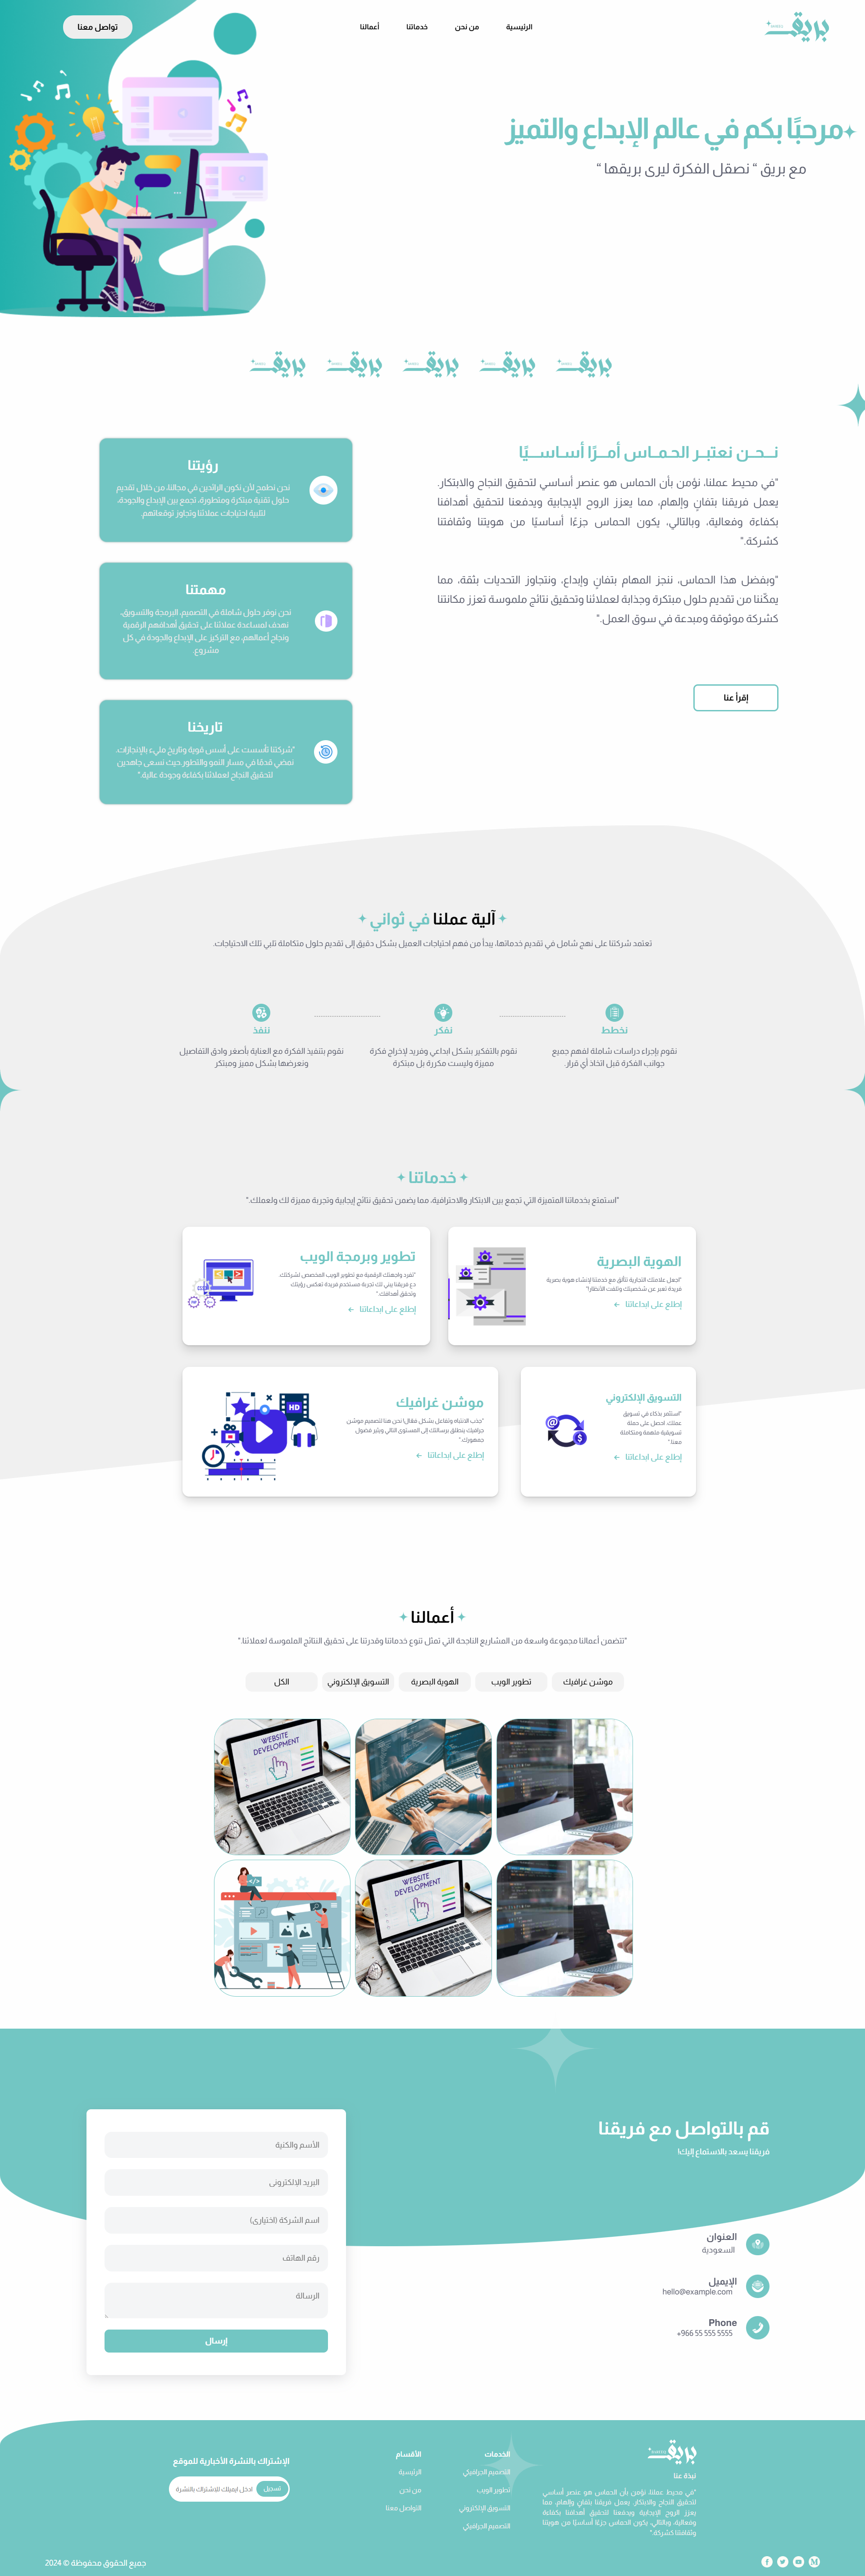 بريق
الرئيسية
من نحن
خدماتنا
أعمالنا
تواصل معنا
مرحبًا بكم في عالم الإبداع والتميز
مع بريق “ نصقل الفكرة ليرى بريقها “
بريق
بريق
بريق
بريق
بريق
نــحــن نعتبــر الحـمــاس أمــرًا أساســـيًا
"في محيط عملنا، نؤمن بأن الحماس هو عنصر أساسي لتحقيق النجاح والابتكار.
يعمل فريقنا بتفانٍ وإلهام، مما يعزز الروح الإيجابية ويدفعنا لتحقيق أهدافنا
بكفاءة وفعالية، وبالتالي، يكون الحماس جزءًا أساسيًا من هويتنا وثقافتنا
كشركة."
"وبفضل هذا الحماس، ننجز المهام بتفانٍ وإبداع، ونتجاوز التحديات بثقة، مما
يمكّننا من تقديم حلول مبتكرة وجذابة لعملائنا وتحقيق نتائج ملموسة تعزز مكانتنا
كشركة موثوقة ومبدعة في سوق العمل."
إقرأ عنا
رؤيتنا
نحن نطمح لأن نكون الرائدين في مجالنا، من خلال تقديم
حلول تقنية مبتكرة ومتطورة، تجمع بين الإبداع والجودة،
لتلبية احتياجات عملائنا وتجاوز توقعاتهم.
مهمتنا
نحن نوفر حلول شاملة في التصميم، البرمجة والتسويق،
نهدف لمساعدة عملائنا على تحقيق أهدافهم الرقمية
ونجاح أعمالهم، مع التركيز على الإبداع والجودة في كل
مشروع.
تاريخنا
"شركتنا تأسست على أسس قوية وتاريخ مليء بالإنجازات،
نمضي قدمًا في مسار النمو والتطور،حيث نسعى جاهدين
لتحقيق النجاح لعملائنا بكفاءة وجودة عالية."
آلية عملنا في ثواني
تعتمد شركتنا على نهج شامل في تقديم خدماتها، يبدأ من فهم احتياجات العميل بشكل دقيق إلى تقديم حلول متكاملة تلبي تلك الاحتياجات.
نخطط
نقوم بإجراء دراسات شاملة لفهم جميع
جوانب الفكرة قبل اتخاذ أي قرار.
نفكر
نقوم بالتفكير بشكل ابداعي وفريد لإخراج فكرة
مميزة وليست مكررة بل مبتكرة
ننفذ
نقوم بتنفيذ الفكرة مع العناية بأصغر وادق التفاصيل
ونعرضها بشكل مميز ومبتكر
خدماتنا
"استمتع بخدماتنا المتميزة التي تجمع بين الابتكار والاحترافية، مما يضمن تحقيق نتائج إيجابية وتجربة مميزة لك ولعملك."
الهوية البصرية
"اجعل علامتك التجارية تتألق مع خدمتنا لإنشاء هوية بصرية
فريدة تعبر عن شخصيتك وتلفت الأنظار!"
إطلع على ابداعاتنا
تطوير وبرمجة الويب
"تفرد واجهتك الرقمية مع تطوير الويب المخصص لشركتك.
دع فريقنا يبني لك تجربة مستخدم فريدة تعكس رؤيتك
وتحقق أهدافك."
إطلع على ابداعاتنا
CSS
PHP
C++
التسويق الإلكتروني
"استثمر بذكاء في تسويق
عملك، احصل على حملة
تسويقية ملهمة ومتكاملة
معنا."
إطلع على ابداعاتنا
موشن غرافيك
"جذب الانتباه وتفاعل بشكل فعّال! نحن هنا لتصميم موشن
جرافيك ينطلق برسالتك إلى المستوى التالي ويثير فضول
جمهورك."
إطلع على ابداعاتنا
HD
أعمالنا
"تتضمن أعمالنا مجموعة واسعة من المشاريع الناجحة التي تمثل تنوع خدماتنا وقدرتنا على تحقيق النتائج الملموسة لعملائنا."
موشن غرافيك
تطوير الويب
الهوية البصرية
التسويق الإلكتروني
الكل
WEBSITE
DEVELOPMENT
WEBSITE
DEVELOPMENT
قم بالتواصل مع فريقنا
فريقنا يسعد بالاستماع إليك!
العنوان
السعودية
الإيميل
hello@example.com
Phone
+966 55 555 5555
الأسم والكنية
البريد الالكتروني
اسم الشركة (اختياري)
رقم الهاتف
الرسالة
إرسال
بريق
نبذة عنا
"في محيط عملنا، نؤمن بأن الحماس هو عنصر أساسي
لتحقيق النجاح والابتكار. يعمل فريقنا بتفانٍ وإلهام، مما
يعزز الروح الإيجابية ويدفعنا لتحقيق أهدافنا بكفاءة
وفعالية، وبالتالي، يكون الحماس جزءًا أساسيًا من هويتنا
وثقافتنا كشركة."
الخدمات
التصميم الجرافيكي
تطوير الويب
التسويق الإلكتروني
التصميم الجرافيكي
الأقسام
الرئيسية
من نحن
التواصل معنا
الإشتراك بالنشرة الأخبارية للموقع
ادخل ايميلك للاشتراك بالنشرة
تسجيل
جميع الحقوق محفوظة © 2024